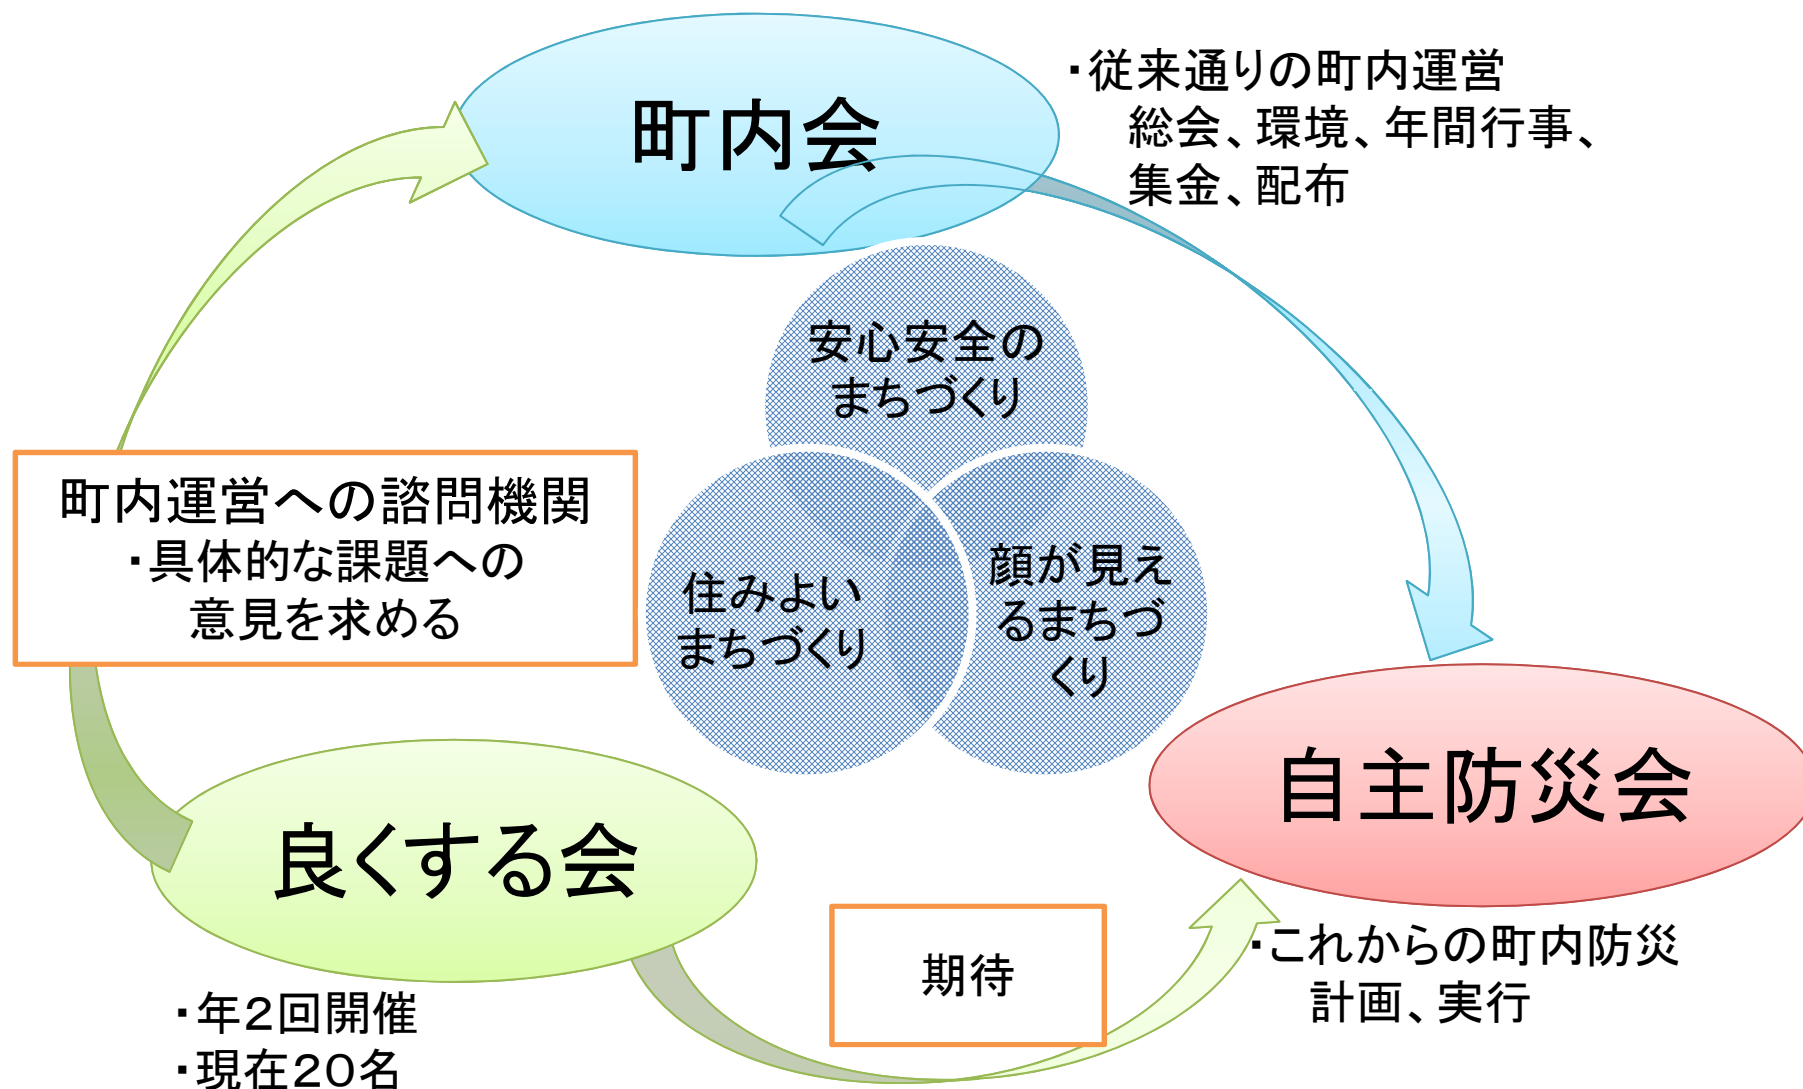 町内会
・従来通りの町内運営
総会、環境、年間行事、
集金、配布
安心安全の
まちづくり
住みよい
まちづくり
顔が見え
るまちづ
くり
町内運営への諮問機関
・具体的な課題への
意見を求める
自主防災会
・これからの町内防災
計画、実行
良くする会
・年２回開催
・現在２０名
期待